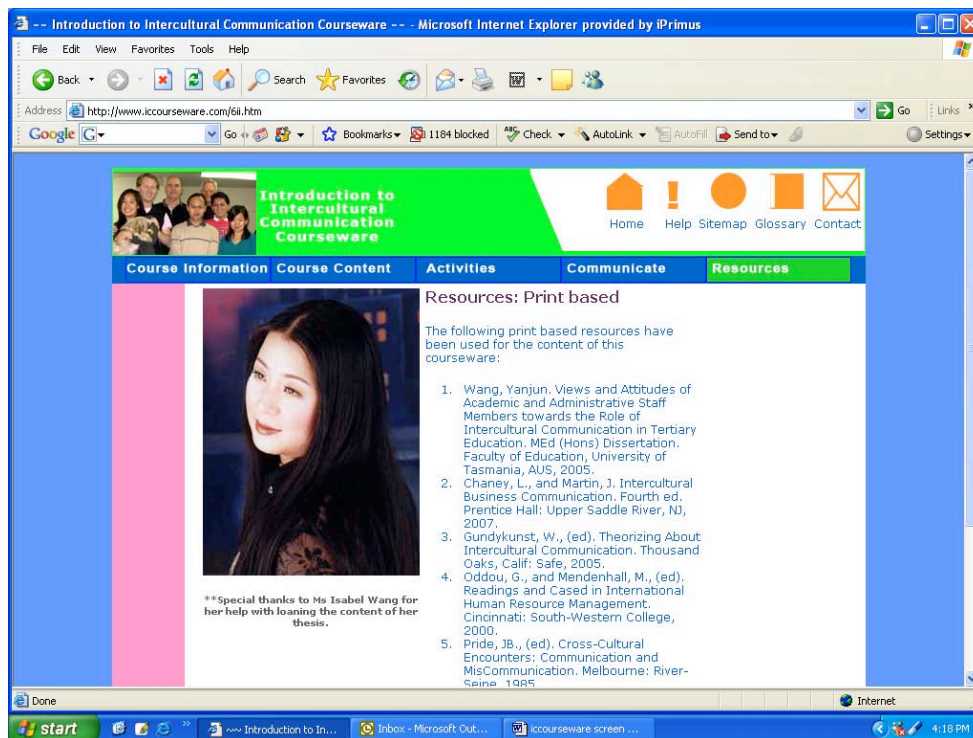 ~~ Introduction to Intercultural Communication Courseware ~~ - Microsoft Internet Explorer provided by iPrimus
File Edit View Favorites Tools Help
Back Search Favorites
Address http://www.iccourseware.com/6ii.htm Go Links »
Google G Go Bookmarks 1184 blocked ABC Check AutoLink AutoFill Send to Settings
Introduction to
Intercultural
Communication
Courseware
Home Help Sitemap Glossary Contact
Course Information Course Content Activities Communicate Resources
Resources: Print based
The following print based resources have
been used for the content of this
courseware:
1. Wang, Yanjun. Views and Attitudes of
Academic and Administrative Staff
Members towards the Role of
Intercultural Communication in Tertiary
Education. MEd (Hons) Dissertation.
Faculty of Education, University of
Tasmania, AUS, 2005.
2. Chaney, L., and Martin, J. Intercultural
Business Communication. Fourth ed.
Prentice Hall: Upper Saddle River, NJ,
2007.
3. Gundykunst, W., (ed). Theorizing About
Intercultural Communication. Thousand
Oaks, Calif: Safe, 2005.
4. Oddou, G., and Mendenhall, M., (ed).
Readings and Cased in International
Human Resource Management.
Cincinnati: South-Western College,
2000.
5. Pride, JB., (ed). Cross-Cultural
Encounters: Communication and
MisCommunication. Melbourne: River-
Seine, 1985
**Special thanks to Ms Isabel Wang for
her help with loaning the content of her
thesis.
Done Internet
start » ~~ Introduction to In... Inbox - Microsoft Out... iccourseware screen ... 4:18 PM